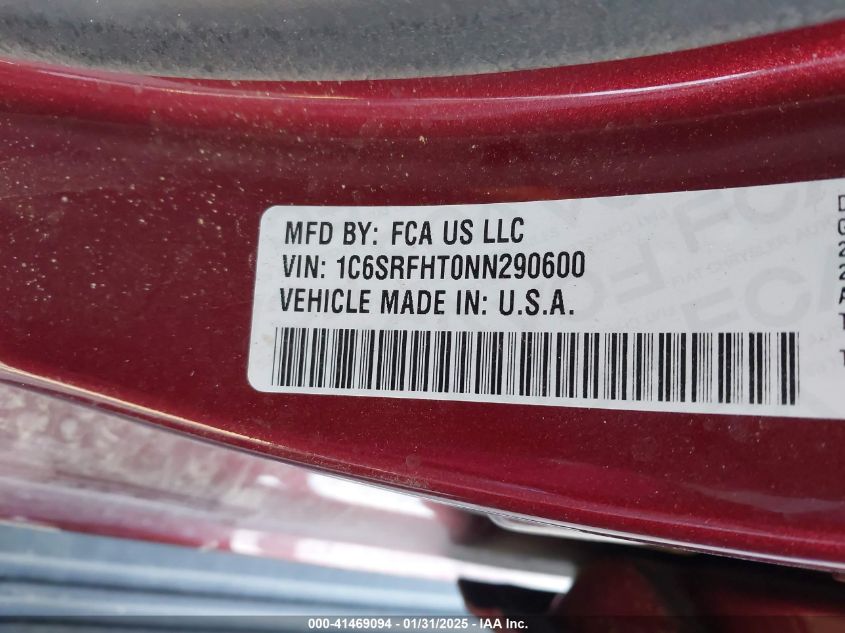 MFD BY: FCA US LLC
VIN: 1C6SRFHT0NN290600
VEHICLE MADE IN: U.S.A.
000-41469094 - 01/31/2025 - IAA Inc.